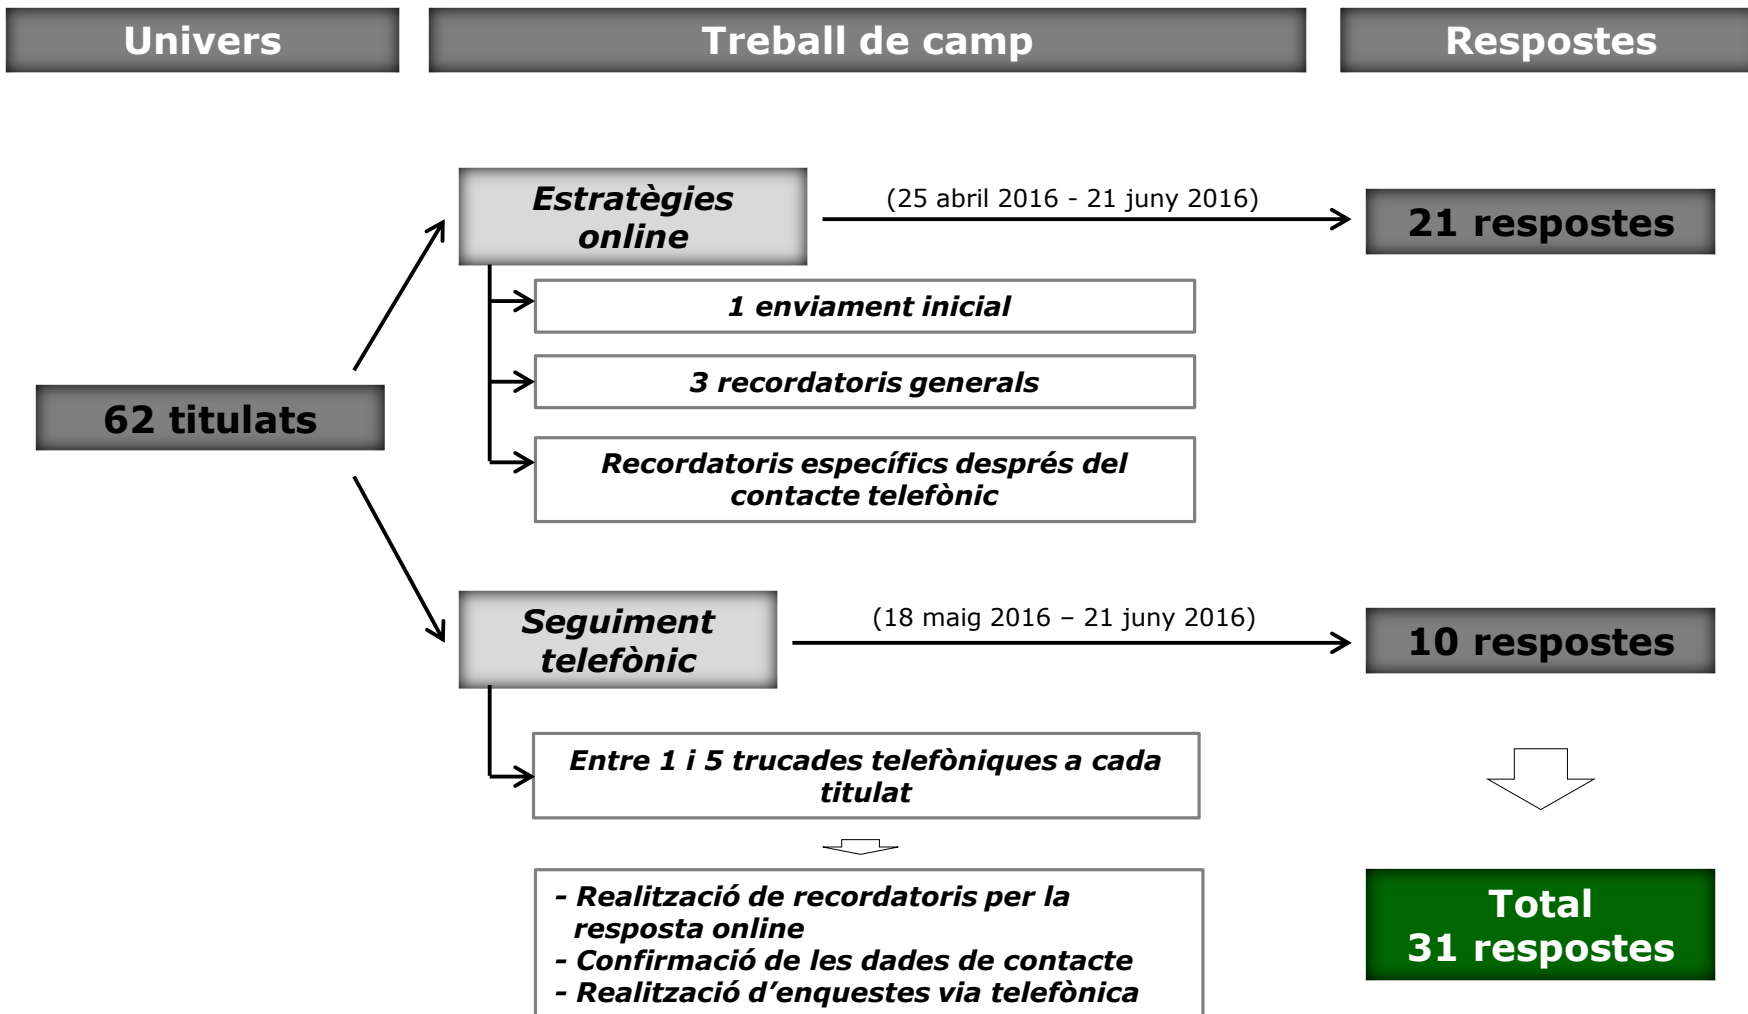 Univers
Treball de camp
Respostes
Estratègies
online
(25 abril 2016 - 21 juny 2016)
21 respostes
1 enviament inicial
3 recordatoris generals
62 titulats
Recordatoris específics després del
contacte telefònic
Seguiment
telefònic
(18 maig 2016 – 21 juny 2016)
10 respostes
Entre 1 i 5 trucades telefòniques a cada
titulat
- Realització de recordatoris per la
resposta online
- Confirmació de les dades de contacte
- Realització d’enquestes via telefònica
Total
31 respostes